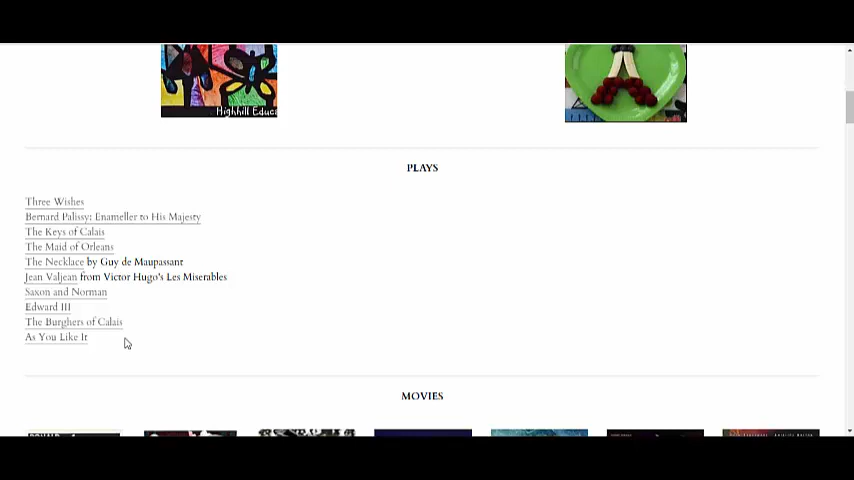 Highhill Educa
PLAYS
Three Wishes
Bernard Palissy: Enameller to His Majesty
The Keys of Calais
The Maid of Orleans
The Necklace by Guy de Maupassant
Jean Valjean from Victor Hugo's Les Miserables
Saxon and Norman
Edward III
The Burghers of Calais
As You Like It
MOVIES